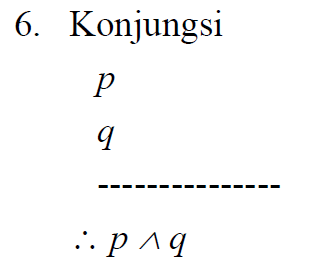 6. Konjungsi
p
q
---------------
∴ p ∧ q